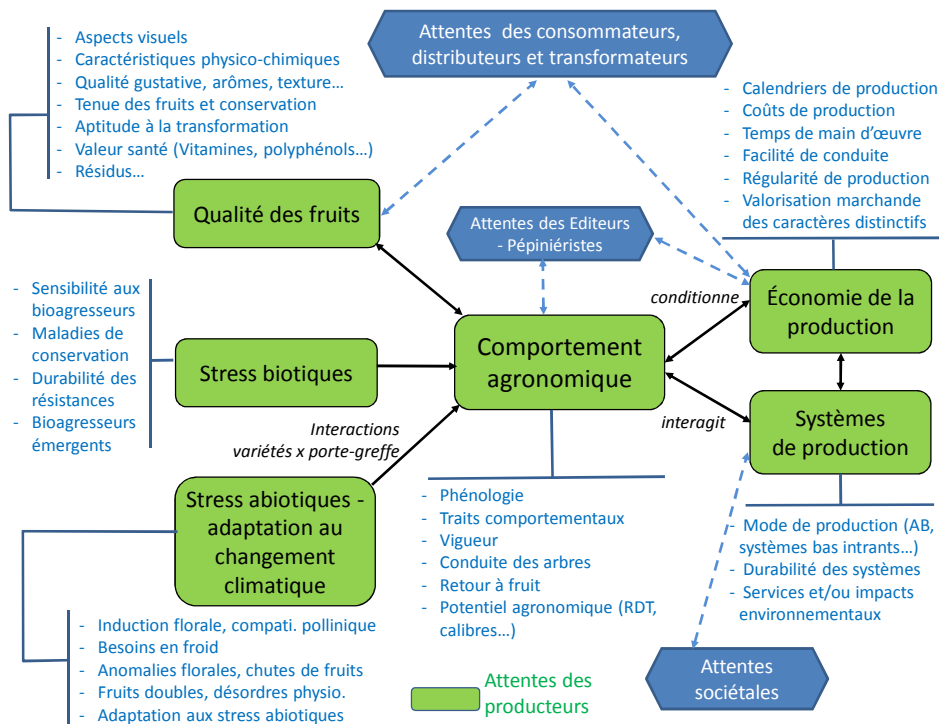 Attentes des consommateurs,
distributeurs et transformateurs
- Aspects visuels
- Caractéristiques physico-chimiques
- Qualité gustative, arômes, texture…
- Tenue des fruits et conservation
- Aptitude à la transformation
- Valeur santé (Vitamines, polyphénols…)
- Résidus…
- Calendriers de production
- Coûts de production
- Temps de main d'œuvre
- Facilité de conduite
- Régularité de production
- Valorisation marchande
des caractères distinctifs
Qualité des fruits
Attentes des Editeurs
- Pépiniéristes
- Sensibilité aux
bioagresseurs
- Maladies de
conservation
- Durabilité des
résistances
- Bioagresseurs
émergents
Stress biotiques
Comportement
agronomique
conditionne
Économie de la
production
interagit
Systèmes
de production
Interactions
variétés x porte-greffe
Stress abiotiques -
adaptation au
changement
climatique
- Phénologie
- Traits comportementaux
- Vigueur
- Conduite des arbres
- Retour à fruit
- Potentiel agronomique (RDT,
calibres…)
- Mode de production (AB,
systèmes bas intrants…)
- Durabilité des systèmes
- Services et/ou impacts
environnementaux
- Induction florale, compati. pollinique
- Besoins en froid
- Anomalies florales, chutes de fruits
- Fruits doubles, désordres physio.
- Adaptation aux stress abiotiques
Attentes
sociétales
Attentes des
producteurs